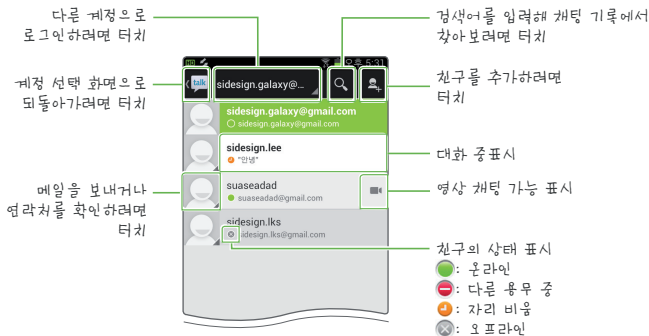 다른 계정으로
로그인하려면 터치
검색어를 입력해 채팅 기록에서
찾아보려면 터치
오후 5:31
계정 선택 화면으로
되돌아가려면 터치
talk
sidesign.galaxy@...
친구를 추가하려면
터치
sidesign.galaxy@gmail.com
sidesign.galaxy@gmail.com
sidesign.lee
"안녕"
대화 중표시
메일을 보내거나
연락처를 확인하려면
터치
suaseadad
suaseadad@gmail.com
영상 채팅 가능 표시
sidesign.lks
sidesign.lks@gmail.com
친구의 상태 표시
: 온라인
: 다른 용무 중
: 자리 비움
: 오프라인